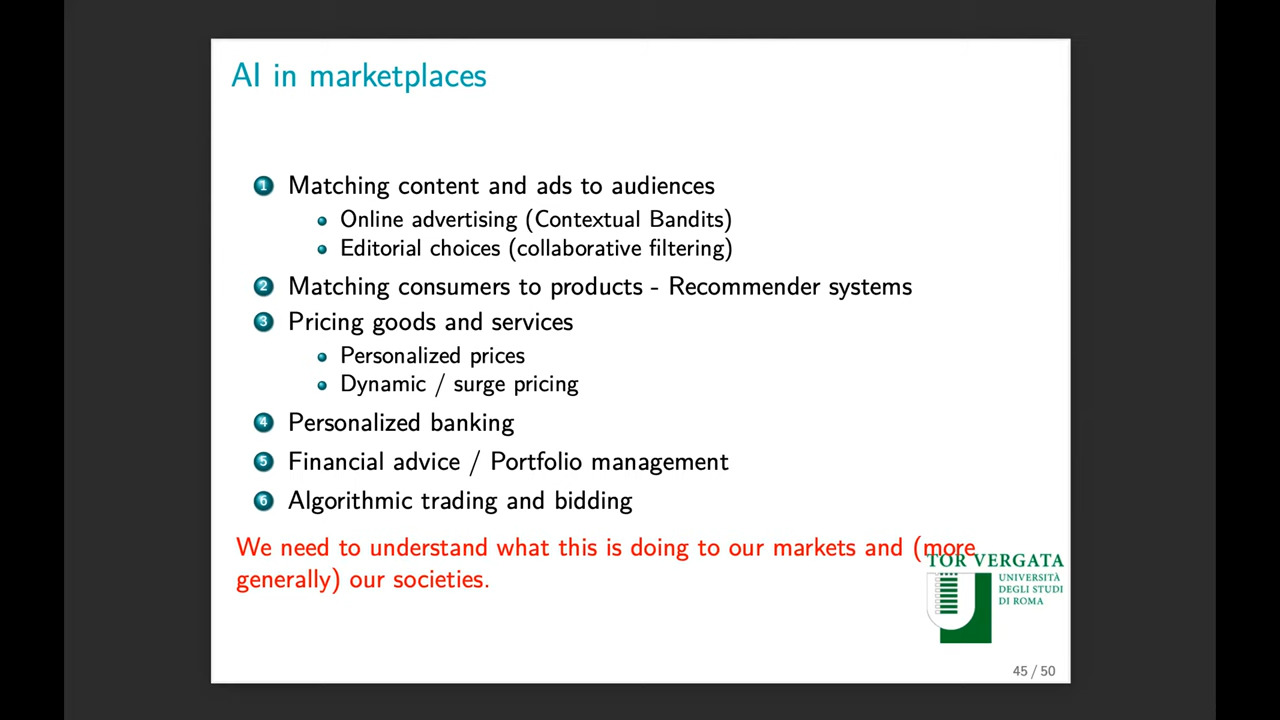 AI in marketplaces
1 Matching content and ads to audiences
Online advertising (Contextual Bandits)
Editorial choices (collaborative filtering)
2 Matching consumers to products - Recommender systems
3 Pricing goods and services
Personalized prices
Dynamic / surge pricing
4 Personalized banking
5 Financial advice / Portfolio management
6 Algorithmic trading and bidding
We need to understand what this is doing to our markets and (more
generally) our societies.
TOR VERGATA
UNIVERSITÀ
DEGLI STUDI
DI ROMA
45 / 50